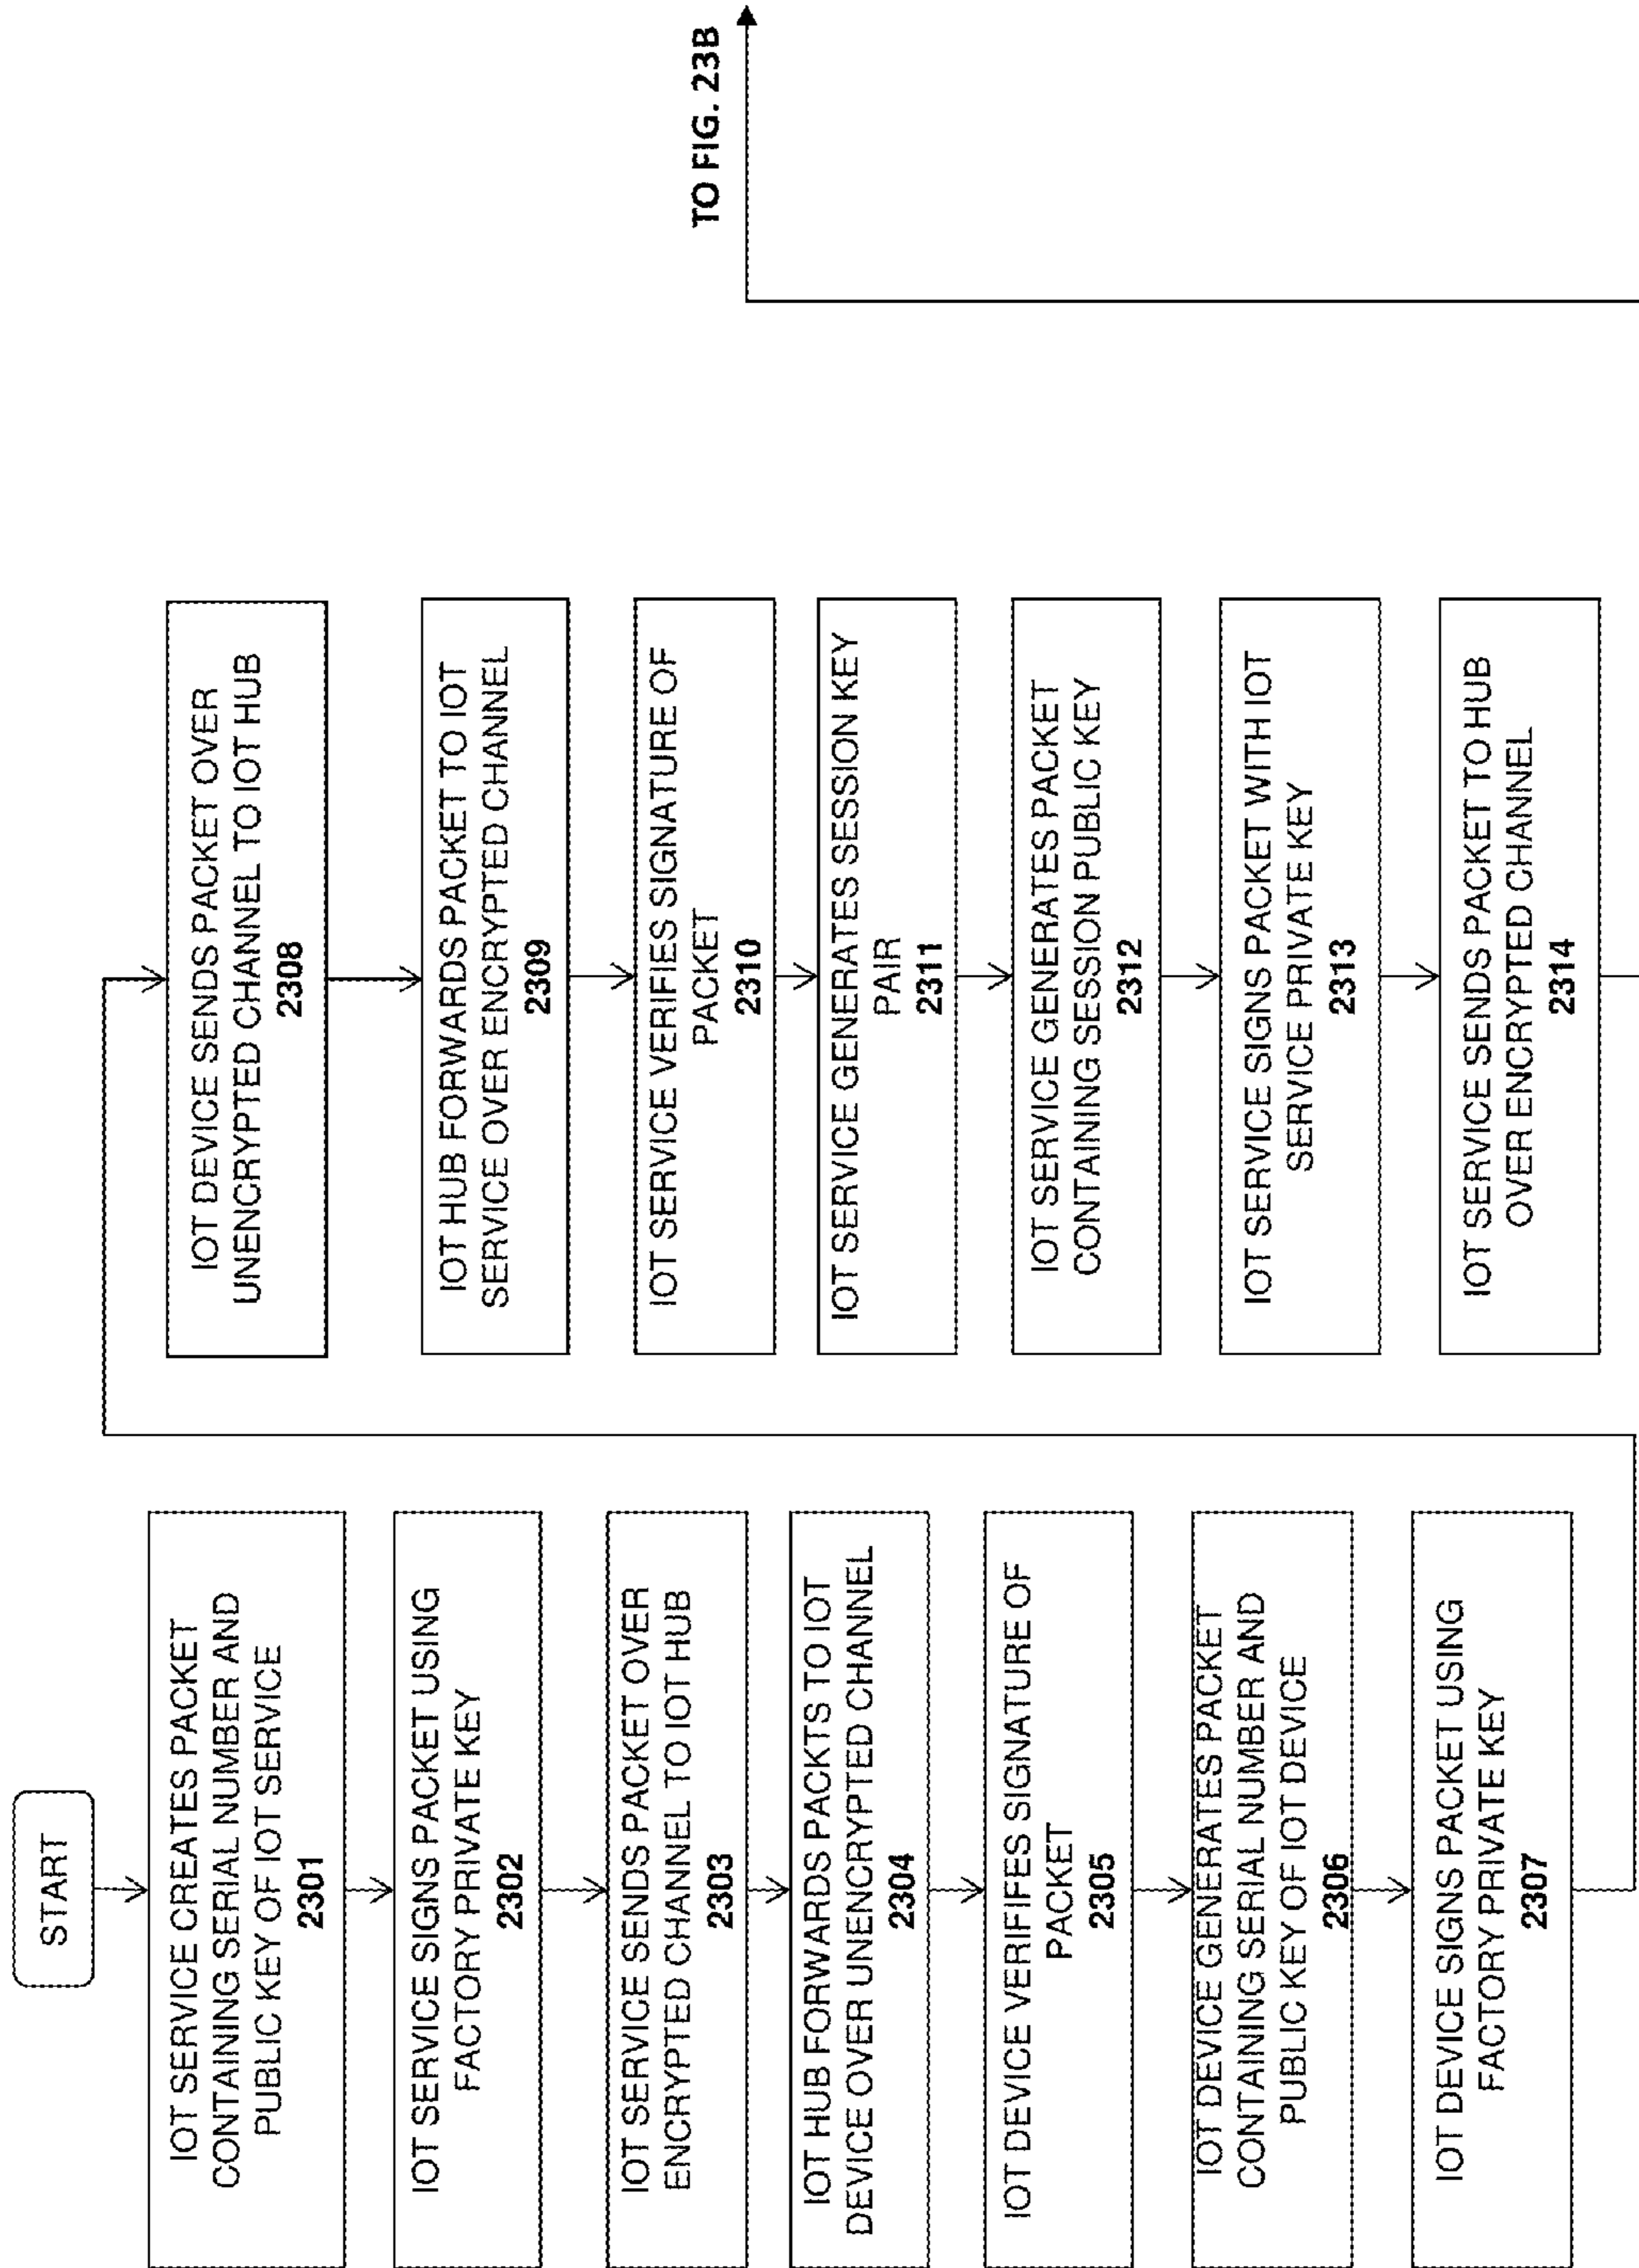 START
IOT SERVICE CREATES PACKET
CONTAINING SERIAL NUMBER AND
PUBLIC KEY OF IOT SERVICE
2301
IOT SERVICE SIGNS PACKET USING
FACTORY PRIVATE KEY
2302
IOT SERVICE SENDS PACKET OVER
ENCRYPTED CHANNEL TO IOT HUB
2303
IOT HUB FORWARDS PACKTS TO IOT
DEVICE OVER UNENCRYPTED CHANNEL
2304
IOT DEVICE VERIFIFES SIGNATURE OF
PACKET
2305
IOT DEVICE GENERATES PACKET
CONTAINING SERIAL NUMBER AND
PUBLIC KEY OF IOT DEVICE
2306
IOT DEVICE SIGNS PACKET USING
FACTORY PRIVATE KEY
2307
IOT DEVICE SENDS PACKET OVER
UNENCRYPTED CHANNEL TO IOT HUB
2308
IOT HUB FORWARDS PACKET TO IOT
SERVICE OVER ENCRYPTED CHANNEL
2309
IOT SERVICE VERIFIES SIGNATURE OF
PACKET
2310
IOT SERVICE GENERATES SESSION KEY
PAIR
2311
IOT SERVICE GENERATES PACKET
CONTAINING SESSION PUBLIC KEY
2312
IOT SERVICE SIGNS PACKET WITH IOT
SERVICE PRIVATE KEY
2313
IOT SERVICE SENDS PACKET TO HUB
OVER ENCRYPTED CHANNEL
2314
TO FIG. 23B